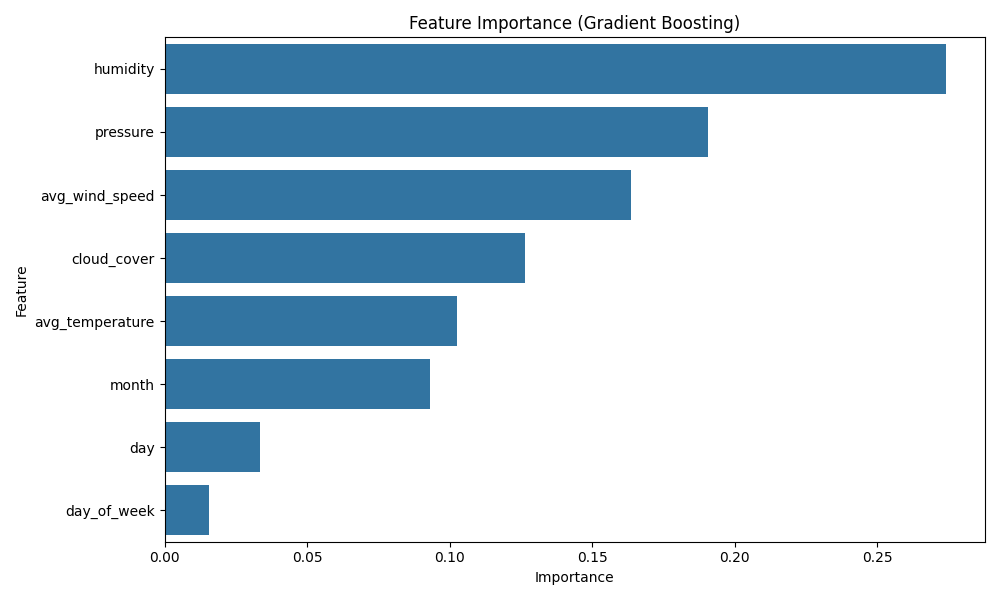 Feature Importance (Gradient Boosting)
humidity
pressure
avg_wind_speed
cloud_cover
avg_temperature
month
day
day_of_week
Feature
0.00 0.05 0.10 0.15 0.20 0.25
Importance